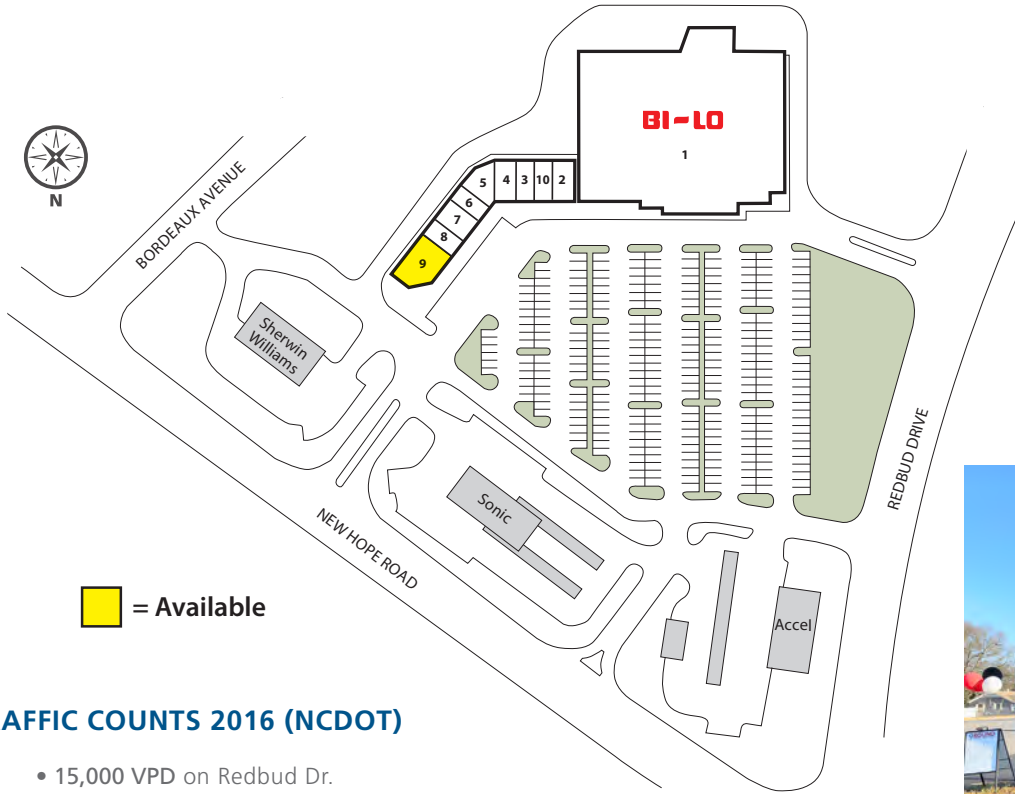 BI-LO
1
N
BORDEAUX AVENUE
5
4
3
10
2
6
7
8
9
Sherwin
Williams
REDBUD DRIVE
Sonic
NEW HOPE ROAD
Accel
= Available
AFFIC COUNTS 2016 (NCDOT)
• 15,000 VPD on Redbud Dr.